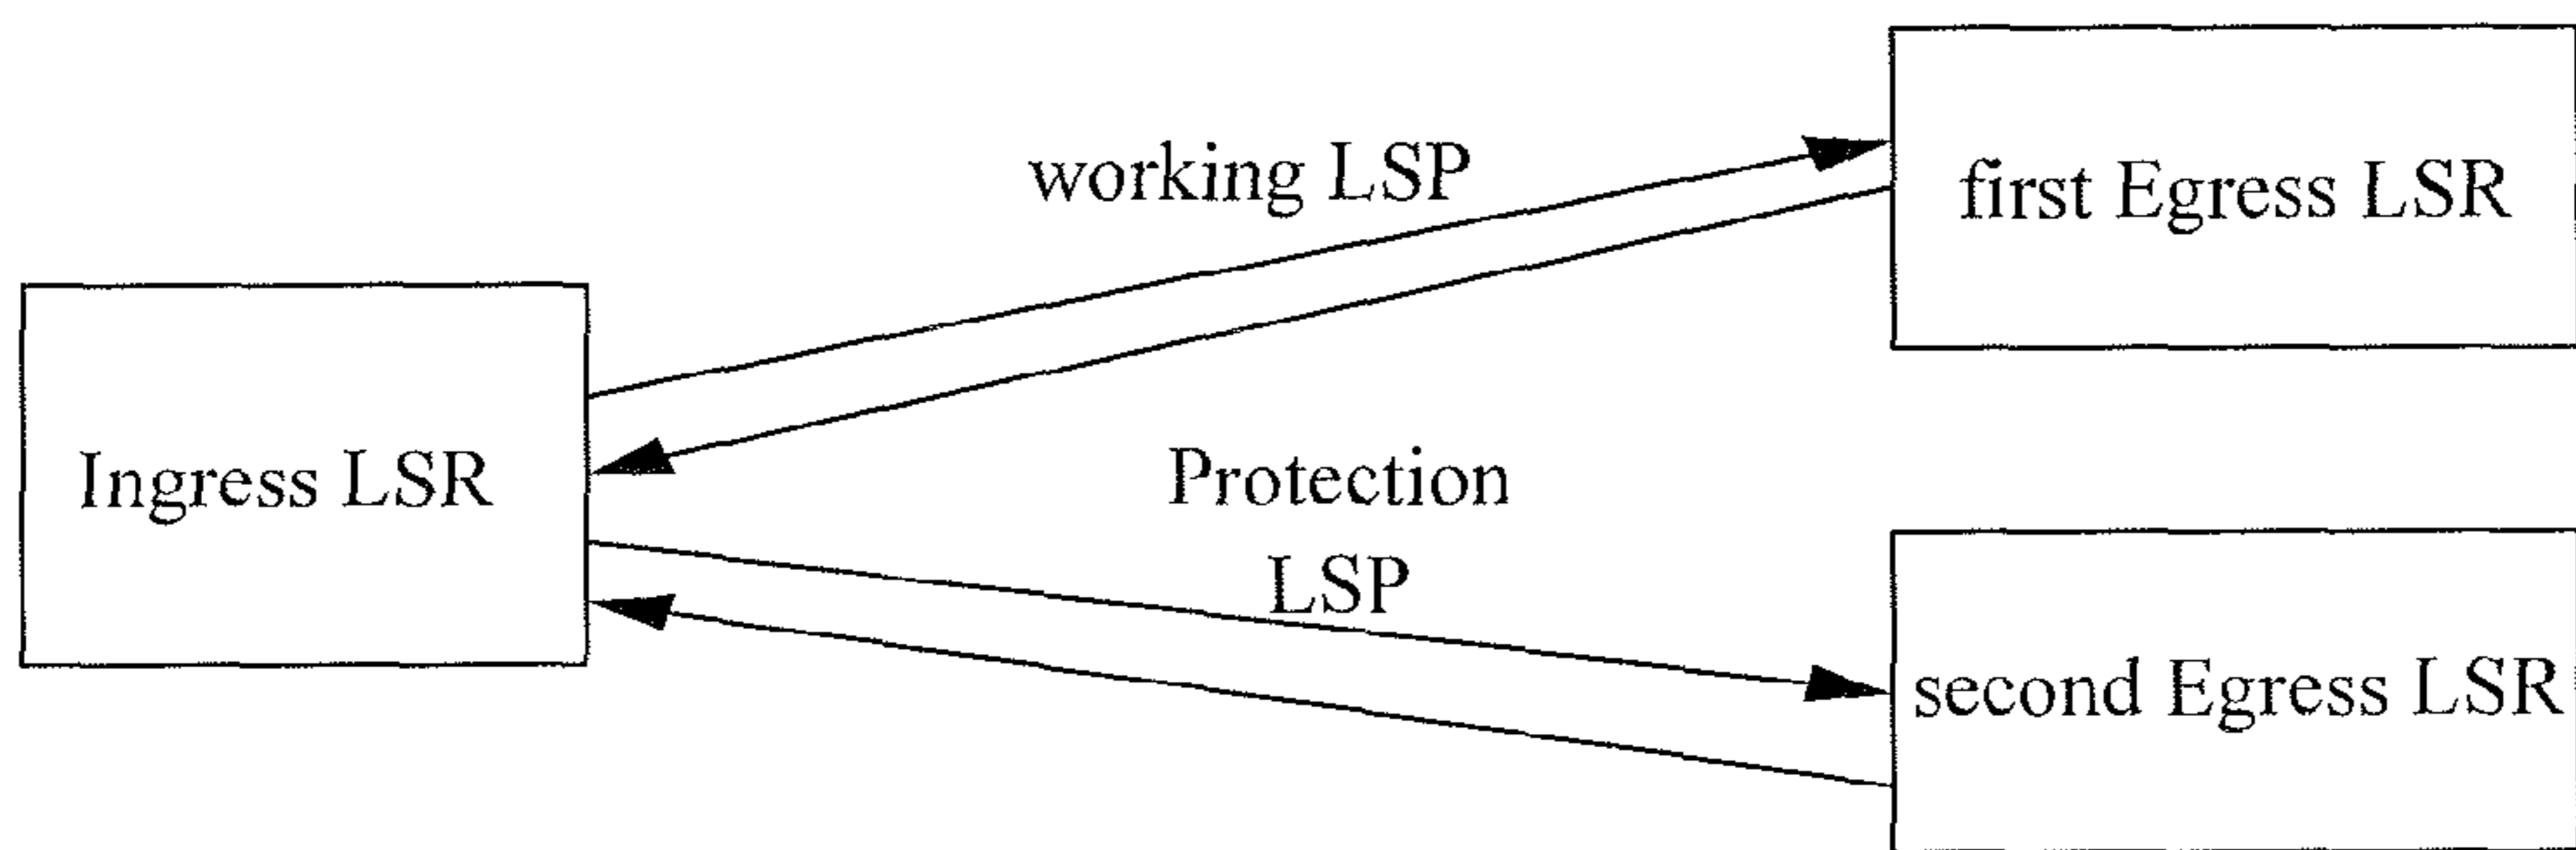 working LSP
first Egress LSR
Ingress LSR
Protection
LSP
second Egress LSR